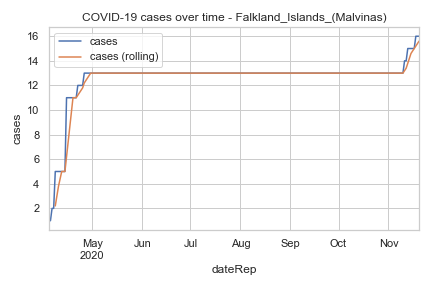 COVID-19 cases over time - Falkland_Islands_(Malvinas)
cases
cases (rolling)
16
14
12
10
8
6
4
2
cases
May Jun Jul Aug Sep Oct Nov
2020
dateRep